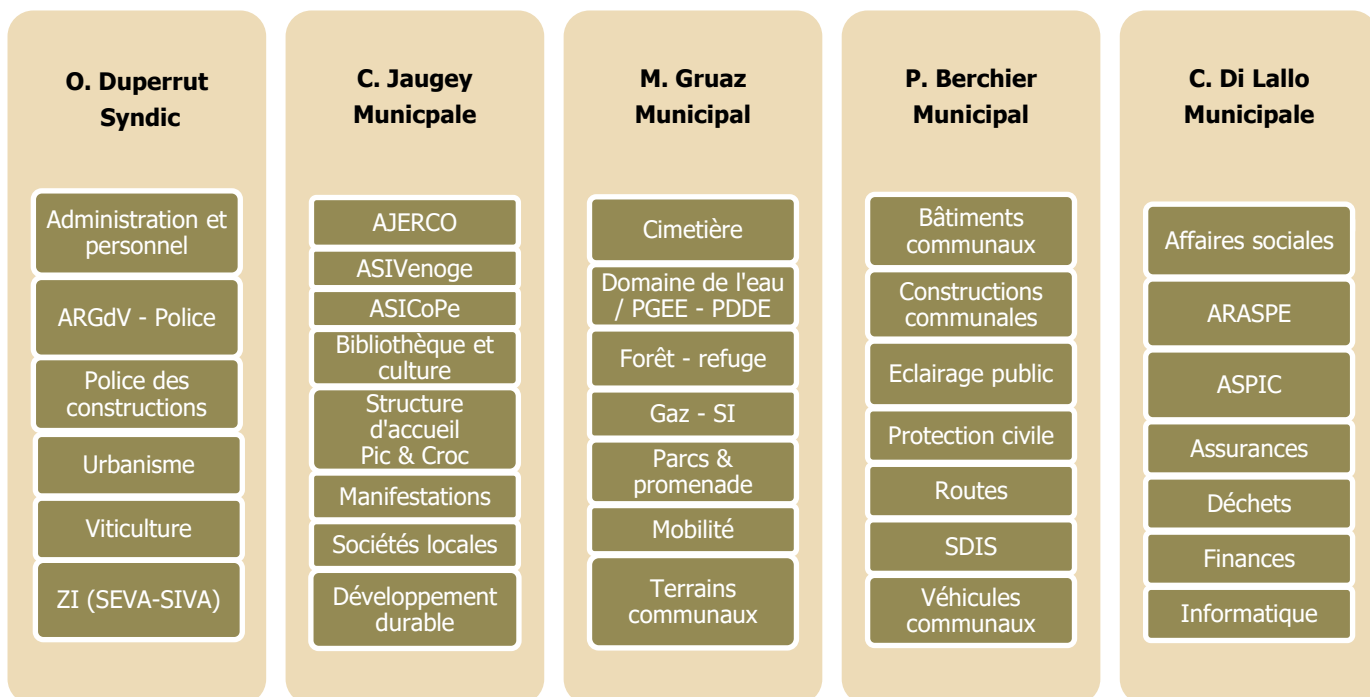 O. Duperrut
Syndic
Administration et
personnel
ARGdV - Police
Police des
constructions
Urbanisme
Viticulture
ZI (SEVA-SIVA)
C. Jaugey
Municpale
AJERCO
ASIVenoge
ASICoPe
Bibliothèque et
culture
Structure
d'accueil
Pic & Croc
Manifestations
Sociétés locales
Développement
durable
M. Gruaz
Municipal
Cimetière
Domaine de l'eau
/ PGEE - PDDE
Forêt - refuge
Gaz - SI
Parcs &
promenade
Mobilité
Terrains
communaux
P. Berchier
Municipal
Bâtiments
communaux
Constructions
communales
Eclairage public
Protection civile
Routes
SDIS
Véhicules
communaux
C. Di Lallo
Municipale
Affaires sociales
ARASPE
ASPIC
Assurances
Déchets
Finances
Informatique